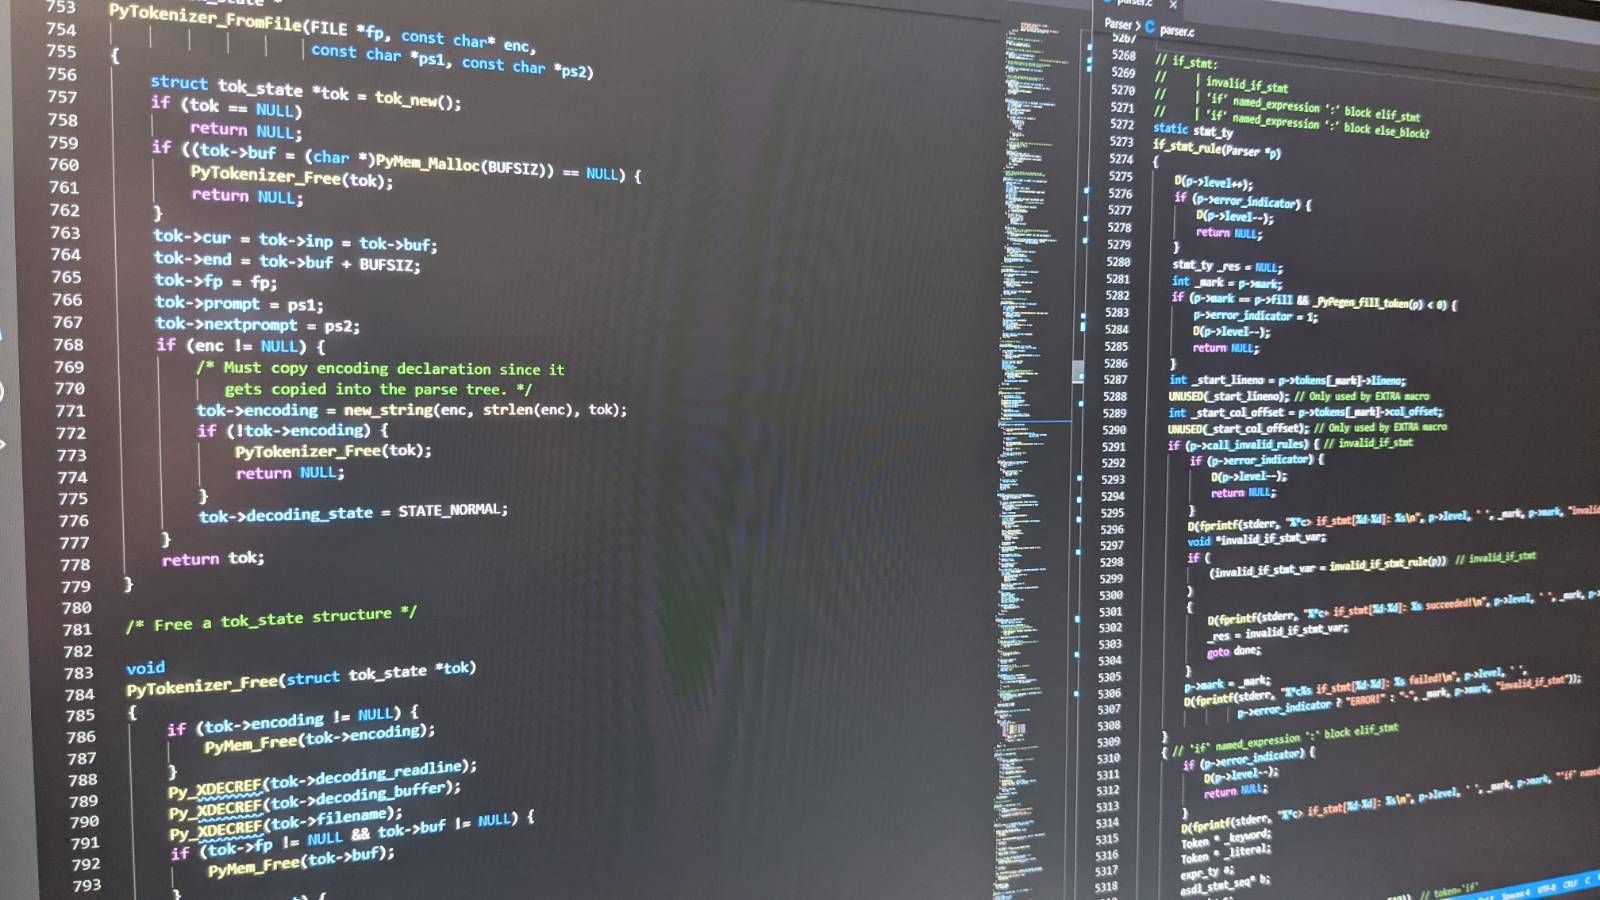 753
754 PyTokenizer_FromFile(FILE *fp, const char* enc,
755 const char *ps1, const char *ps2)
756 {
757 struct tok_state *tok = tok_new();
758 if (tok == NULL)
759 return NULL;
760 if ((tok->buf = (char *)PyMem_Malloc(BUFSIZ)) == NULL) {
761 PyTokenizer_Free(tok);
762 return NULL;
763 }
764 tok->cur = tok->inp = tok->buf;
765 tok->end = tok->buf + BUFSIZ;
766 tok->fp = fp;
767 tok->prompt = ps1;
768 tok->nextprompt = ps2;
769 if (enc != NULL) {
770 /* Must copy encoding declaration since it
771 gets copied into the parse tree. */
772 tok->encoding = new_string(enc, strlen(enc), tok);
773 if (!tok->encoding) {
774 PyTokenizer_Free(tok);
775 return NULL;
776 }
777 tok->decoding_state = STATE_NORMAL;
778 }
779 return tok;
780 }
781 /* Free a tok_state structure */
782
783 void
784 PyTokenizer_Free(struct tok_state *tok)
785 {
786 if (tok->encoding != NULL) {
787 PyMem_Free(tok->encoding);
788 }
789 Py_XDECREF(tok->decoding_readline);
790 Py_XDECREF(tok->decoding_buffer);
791 Py_XDECREF(tok->filename);
792 if (tok->fp != NULL && tok->buf != NULL) {
793 PyMem_Free(tok->buf);
}
parser.c
Parser > C parser.c
5267
5268 // if_stmt:
5269 // | invalid_if_stmt
5270 // | 'if' named_expression ':' block elif_stmt
5271 // | 'if' named_expression ':' block else_block?
5272 static stmt_ty
5273 if_stmt_rule(Parser *p)
5274 {
5275 D(p->level++);
5276 if (p->error_indicator) {
5277 D(p->level--);
5278 return NULL;
5279 }
5280 stmt_ty _res = NULL;
5281 int _mark = p->mark;
5282 if (p->mark == p->fill && _PyPegen_fill_token(p) < 0) {
5283 p->error_indicator = 1;
5284 D(p->level--);
5285 return NULL;
5286 }
5287 int _start_lineno = p->tokens[_mark]->lineno;
5288 UNUSED(_start_lineno); // Only used by EXTRA macro
5289 int _start_col_offset = p->tokens[_mark]->col_offset;
5290 UNUSED(_start_col_offset); // Only used by EXTRA macro
5291 if (p->call_invalid_rules) { // invalid_if_stmt
5292 if (p->error_indicator) {
5293 D(p->level--);
5294 return NULL;
5295 }
5296 D(fprintf(stderr, "%*c> if_stmt[%d-%d]: %s\n", p->level, ' ', _mark, p->mark, "invalid
5297 void *invalid_if_stmt_var;
5298 if (
5299 (invalid_if_stmt_var = invalid_if_stmt_rule(p)) // invalid_if_stmt
5300 )
5301 {
5302 D(fprintf(stderr, "%*c+ if_stmt[%d-%d]: %s succeeded!\n", p->level, ' ', _mark, p->
5303 _res = invalid_if_stmt_var;
5304 goto done;
5305 }
5306 p->mark = _mark;
5307 D(fprintf(stderr, "%*c%s if_stmt[%d-%d]: %s failed!\n", p->level, ' ',
5308 p->error_indicator ? "ERROR!" : "-", _mark, p->mark, "invalid_if_stmt"));
5309 }
5310 { // 'if' named_expression ':' block elif_stmt
5311 if (p->error_indicator) {
5312 D(p->level--);
5313 return NULL;
5314 }
5315 D(fprintf(stderr, "%*c> if_stmt[%d-%d]: %s\n", p->level, ' ', _mark, p->mark, "'if' name
5316 Token * _keyword;
5317 Token * _literal;
5318 expr_ty a;
asdl_stmt_seq* b;
// token='if'
Spaces: 4 UTF-8 CRLF C